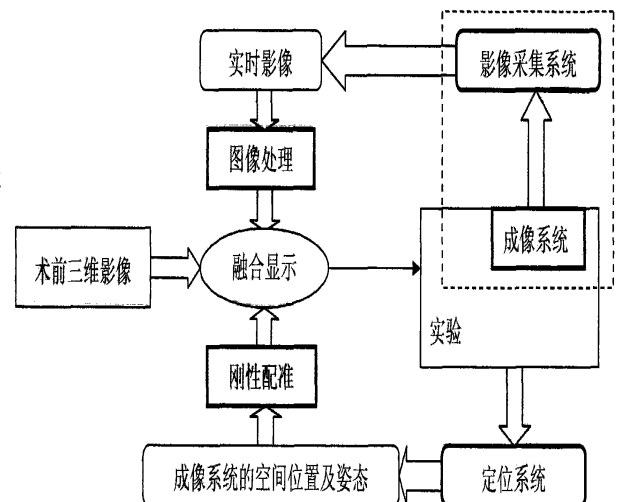 实时影像
影像采集系统
图像处理
成像系统
术前三维影像
融合显示
实验
刚性配准
成像系统的空间位置及姿态
定位系统